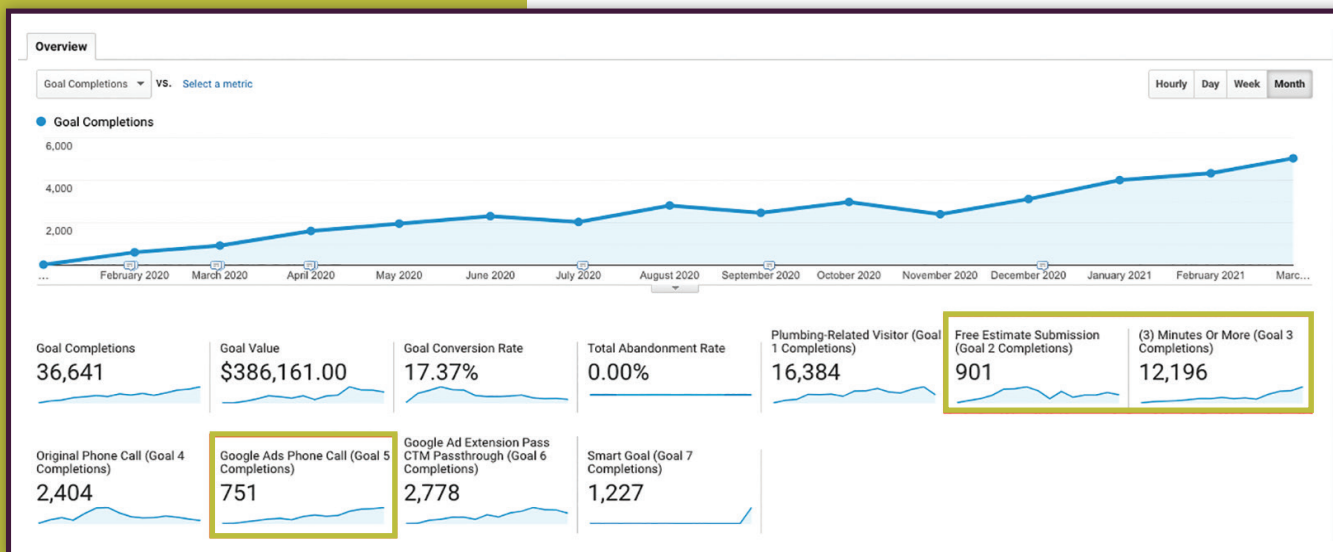 Overview
Goal Completions VS. Select a metric
Hourly Day Week Month
Goal Completions
6,000
4,000
2,000
... February 2020 March 2020 April 2020 May 2020 June 2020 July 2020 August 2020 September 2020 October 2020 November 2020 December 2020 January 2021 February 2021 Marc...
Goal Completions
36,641
Goal Value
$386,161.00
Goal Conversion Rate
17.37%
Total Abandonment Rate
0.00%
Plumbing-Related Visitor (Goal
1 Completions)
16,384
Free Estimate Submission
(Goal 2 Completions)
901
(3) Minutes Or More (Goal 3
Completions)
12,196
Original Phone Call (Goal 4
Completions)
2,404
Google Ads Phone Call (Goal 5
Completions)
751
Google Ad Extension Pass
CTM Passthrough (Goal 6
Completions)
2,778
Smart Goal (Goal 7
Completions)
1,227